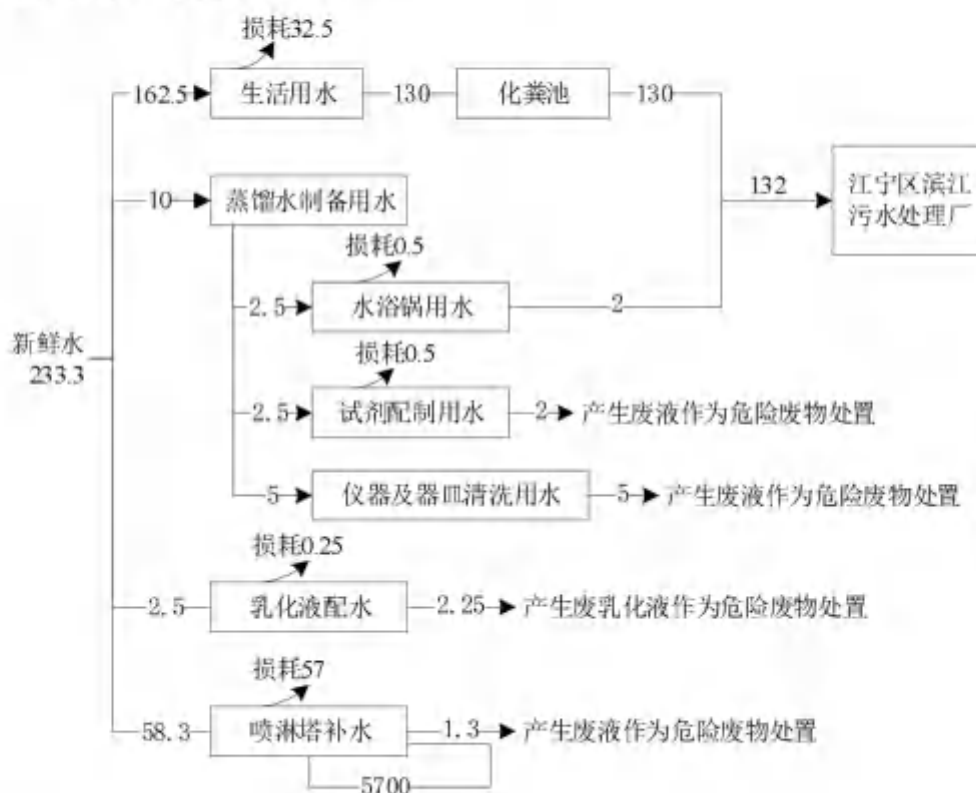 损耗32.5
162.5
生活用水
130
化粪池
130
132
江宁区滨江
污水处理厂
10
蒸馏水制备用水
损耗0.5
2.5
水浴锅用水
2
新鲜水
233.3
损耗0.5
2.5
试剂配制用水
2
产生废液作为危险废物处置
5
仪器及器皿清洗用水
5
产生废液作为危险废物处置
损耗0.25
2.5
乳化液配水
2.25
产生废乳化液作为危险废物处置
损耗57
58.3
喷淋塔补水
1.3
产生废液作为危险废物处置
5700